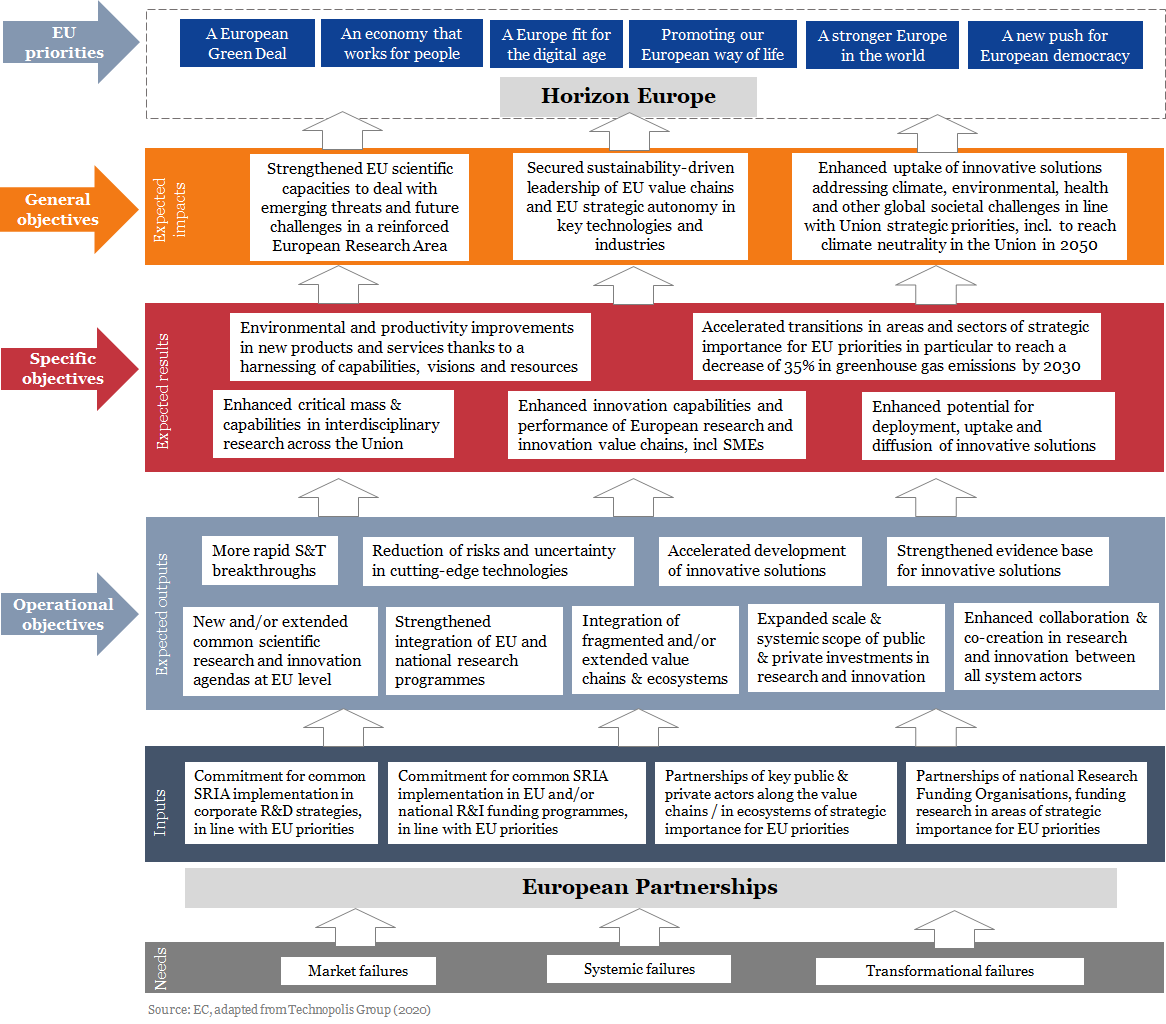 EU
priorities
A European
Green Deal
An economy that
works for people
A Europe fit for
the digital age
Promoting our
European way of life
A stronger Europe
in the world
A new push for
European democracy
Horizon Europe
General
objectives
Expected
impacts
Strengthened EU scientific
capacities to deal with
emerging threats and future
challenges in a reinforced
European Research Area
Secured sustainability-driven
leadership of EU value chains
and EU strategic autonomy in
key technologies and
industries
Enhanced uptake of innovative solutions
addressing climate, environmental, health
and other global societal challenges in line
with Union strategic priorities, incl. to reach
climate neutrality in the Union in 2050
Specific
objectives
Expected results
Environmental and productivity improvements
in new products and services thanks to a
harnessing of capabilities, visions and resources
Accelerated transitions in areas and sectors of strategic
importance for EU priorities in particular to reach a
decrease of 35% in greenhouse gas emissions by 2030
Enhanced critical mass &
capabilities in interdisciplinary
research across the Union
Enhanced innovation capabilities and
performance of European research and
innovation value chains, incl SMEs
Enhanced potential for
deployment, uptake and
diffusion of innovative solutions
Operational
objectives
Expected outputs
More rapid S&T
breakthroughs
Reduction of risks and uncertainty
in cutting-edge technologies
Accelerated development
of innovative solutions
Strengthened evidence base
for innovative solutions
New and/or extended
common scientific
research and innovation
agendas at EU level
Strengthened
integration of EU and
national research
programmes
Integration of
fragmented and/or
extended value
chains & ecosystems
Expanded scale &
systemic scope of public
& private investments in
research and innovation
Enhanced collaboration &
co-creation in research
and innovation between
all system actors
Inputs
Commitment for common
SRIA implementation in
corporate R&D strategies,
in line with EU priorities
Commitment for common SRIA
implementation in EU and/or
national R&I funding programmes,
in line with EU priorities
Partnerships of key public &
private actors along the value
chains / in ecosystems of strategic
importance for EU priorities
Partnerships of national Research
Funding Organisations, funding
research in areas of strategic
importance for EU priorities
European Partnerships
Needs
Market failures
Systemic failures
Transformational failures
Source: EC, adapted from Technopolis Group (2020)